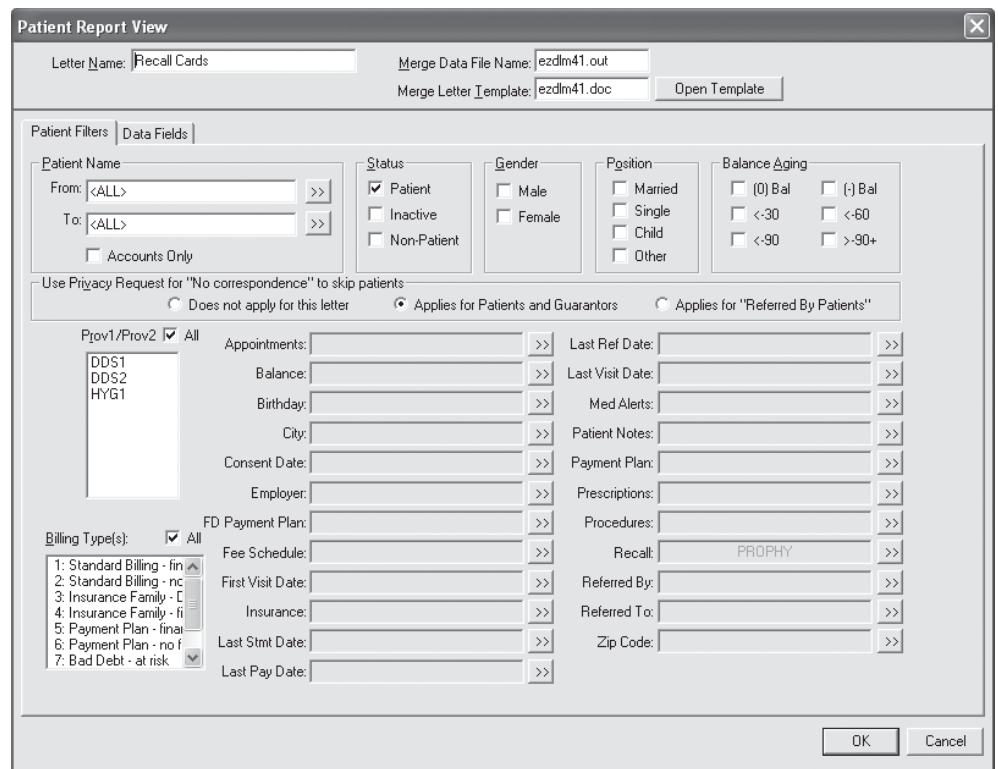 Patient Report View
Letter Name: Recall Cards
Merge Data File Name: ezdlm41.out
Merge Letter Template: ezdlm41.doc Open Template
Patient Filters Data Fields
Patient Name
From: <ALL> >>
To: <ALL> >>
Accounts Only
Status
Patient
Inactive
Non-Patient
Gender
Male
Female
Position
Married
Single
Child
Other
Balance Aging
(0) Bal (-) Bal
<-30 <-60
<-90 >-90+
Use Privacy Request for "No correspondence" to skip patients
Does not apply for this letter Applies for Patients and Guarantors Applies for "Referred By Patients"
Prov1/Prov2 All
DDS1
DDS2
HYG1
Billing Type(s): All
1: Standard Billing - fin
2: Standard Billing - nc
3: Insurance Family - D
4: Insurance Family - fi
5: Payment Plan - finar
6: Payment Plan - no f
7: Bad Debt - at risk
Appointments: >>
Balance: >>
Birthday: >>
City: >>
Consent Date: >>
Employer: >>
FD Payment Plan: >>
Fee Schedule: >>
First Visit Date: >>
Insurance: >>
Last Stmt Date: >>
Last Pay Date: >>
Last Ref Date: >>
Last Visit Date: >>
Med Alerts: >>
Patient Notes: >>
Payment Plan: >>
Prescriptions: >>
Procedures: >>
Recall: PROPHY >>
Referred By: >>
Referred To: >>
Zip Code: >>
OK Cancel